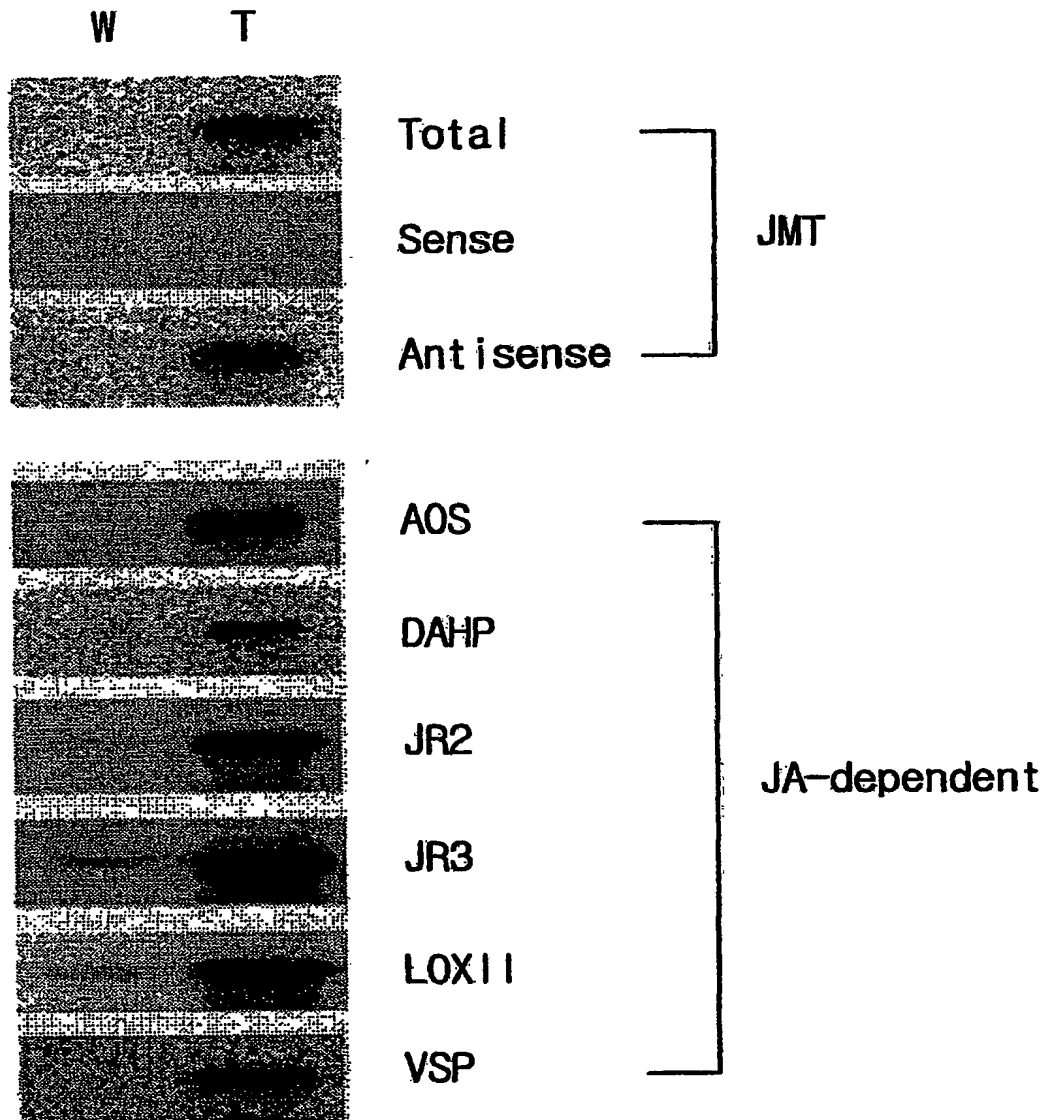 W T
Total
Sense
JMT
Antisense
AOS
DAHP
JR2
JA-dependent
JR3
LOXII
VSP